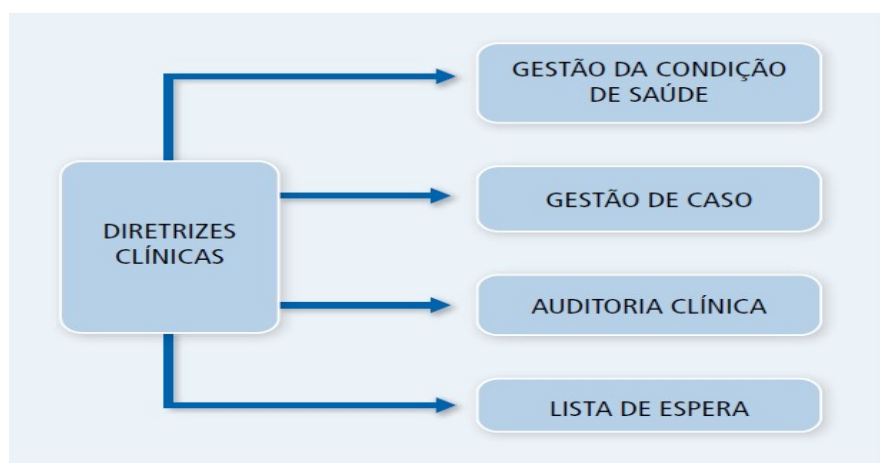 DIRETRIZES
CLÍNICAS
GESTÃO DA CONDIÇÃO
DE SAÚDE
GESTÃO DE CASO
AUDITORIA CLÍNICA
LISTA DE ESPERA